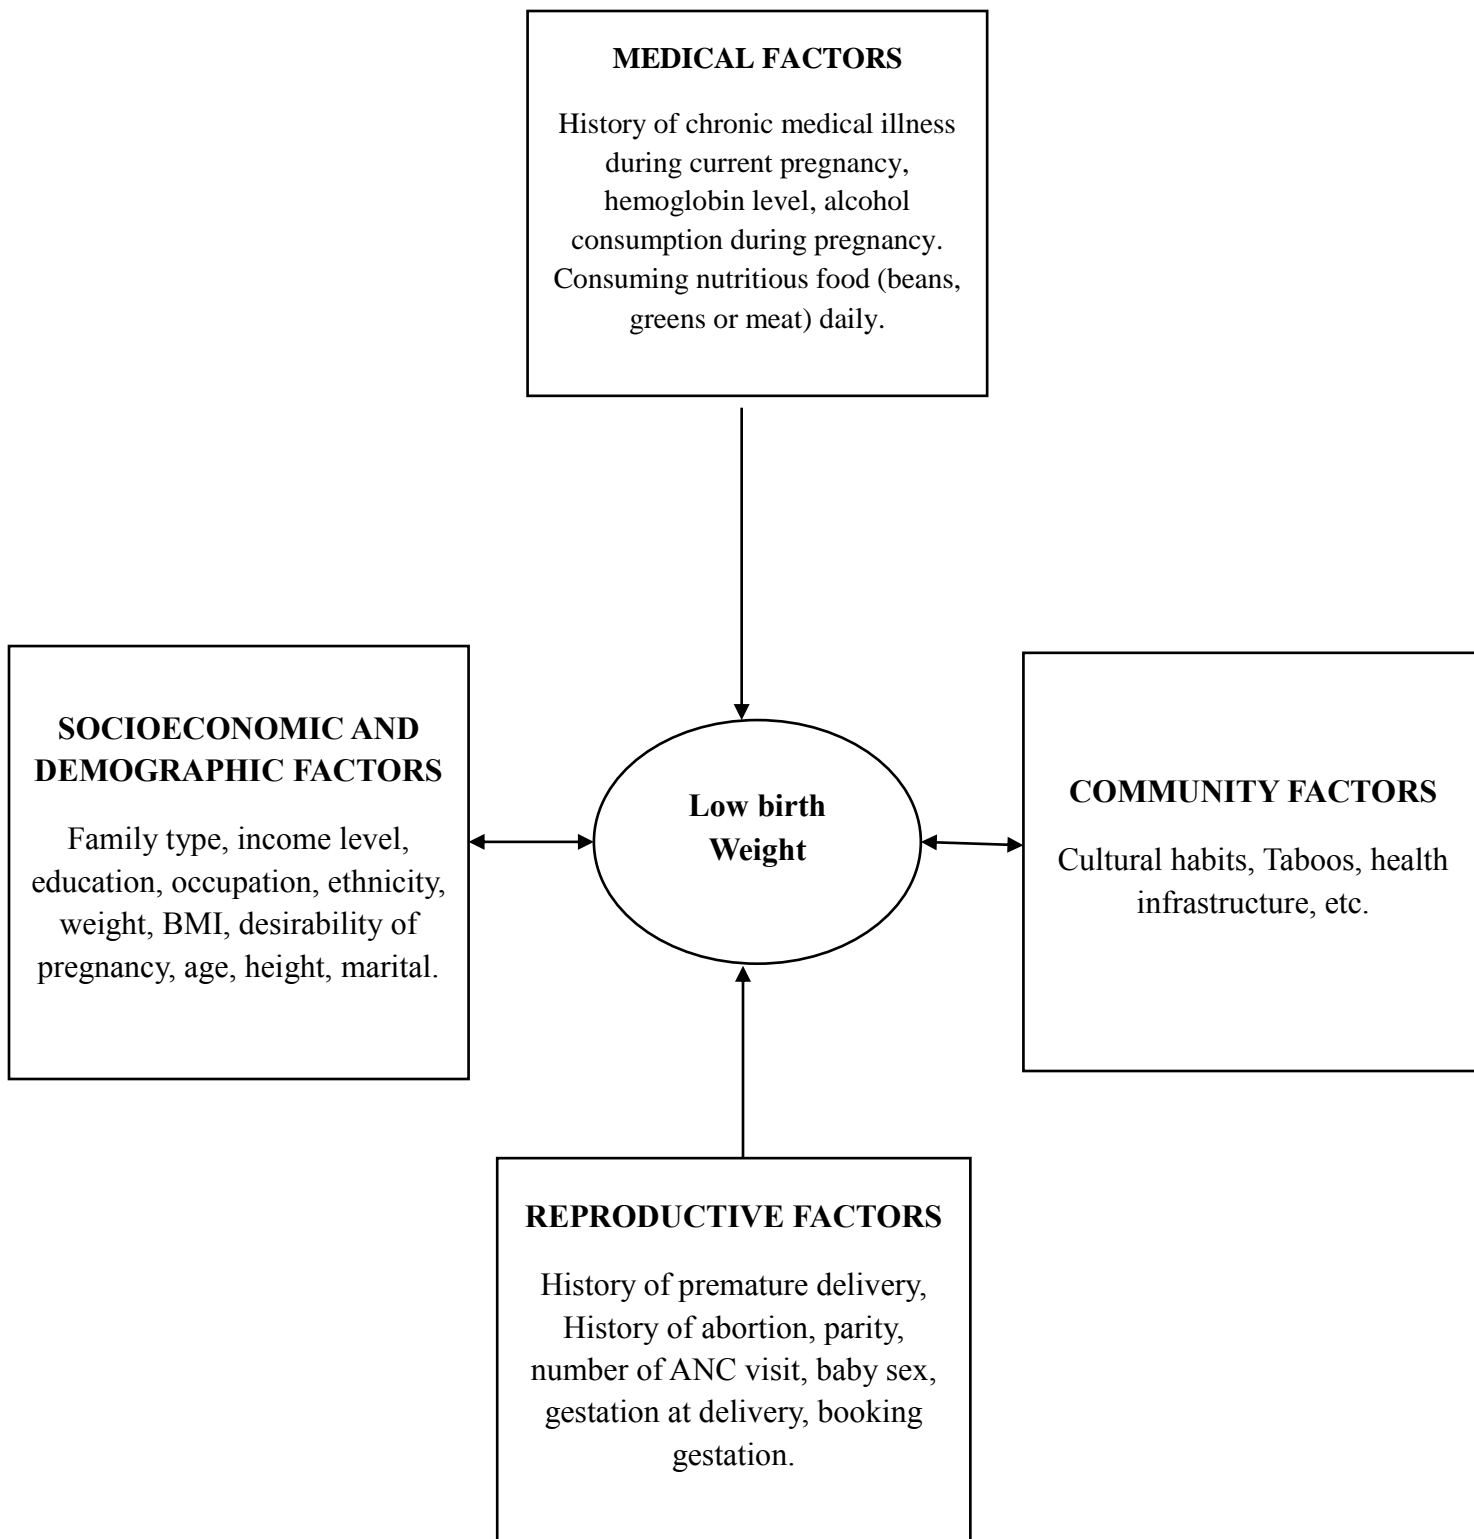 MEDICAL FACTORS
History of chronic medical illness
during current pregnancy,
hemoglobin level, alcohol
consumption during pregnancy.
Consuming nutritious food (beans,
greens or meat) daily.
SOCIOECONOMIC AND
DEMOGRAPHIC FACTORS
Family type, income level,
education, occupation, ethnicity,
weight, BMI, desirability of
pregnancy, age, height, marital.
Low birth
Weight
COMMUNITY FACTORS
Cultural habits, Taboos, health
infrastructure, etc.
REPRODUCTIVE FACTORS
History of premature delivery,
History of abortion, parity,
number of ANC visit, baby sex,
gestation at delivery, booking
gestation.